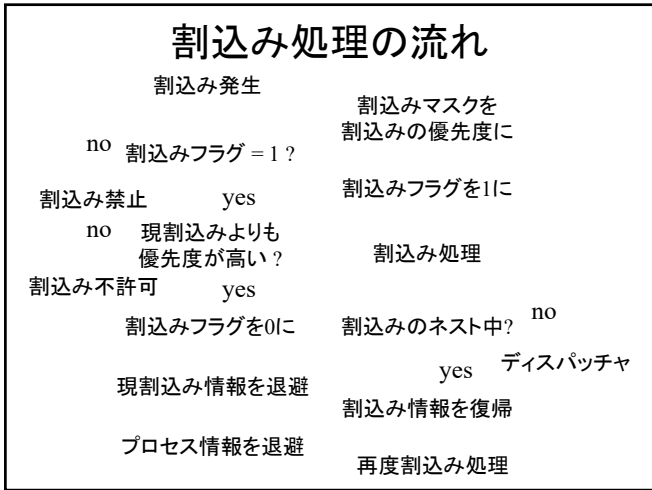 割込み処理の流れ
割込み発生
no 割込みフラグ = 1 ?
割込み禁止 yes
no 現割込みよりも
優先度が高い ?
割込み不許可 yes
割込みフラグを0に
現割込み情報を退避
プロセス情報を退避
割込みマスクを
割込みの優先度に
割込みフラグを1に
割込み処理
割込みのネスト中? no
yes ディスパッチャ
割込み情報を復帰
再度割込み処理